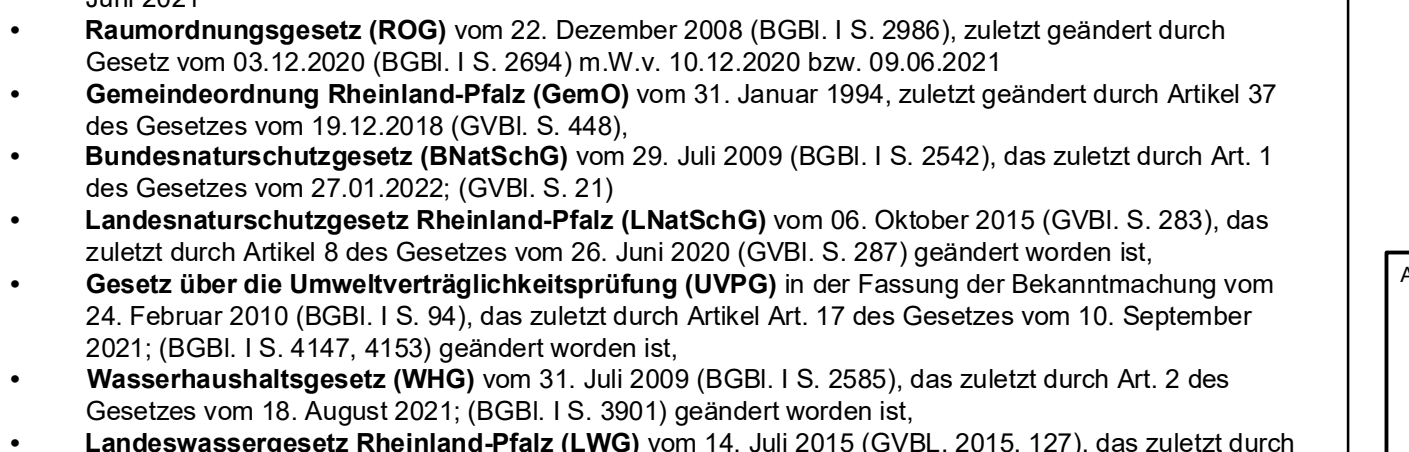 Juni 2021
• Raumordnungsgesetz (ROG) vom 22. Dezember 2008 (BGBl. I S. 2986), zuletzt geändert durch
Gesetz vom 03.12.2020 (BGBl. I S. 2694) m.W.v. 10.12.2020 bzw. 09.06.2021
• Gemeindeordnung Rheinland-Pfalz (GemO) vom 31. Januar 1994, zuletzt geändert durch Artikel 37
des Gesetzes vom 19.12.2018 (GVBl. S. 448),
• Bundesnaturschutzgesetz (BNatSchG) vom 29. Juli 2009 (BGBl. I S. 2542), das zuletzt durch Art. 1
des Gesetzes vom 27.01.2022; (GVBl. S. 21)
• Landesnaturschutzgesetz Rheinland-Pfalz (LNatSchG) vom 06. Oktober 2015 (GVBl. S. 283), das
zuletzt durch Artikel 8 des Gesetzes vom 26. Juni 2020 (GVBl. S. 287) geändert worden ist,
• Gesetz über die Umweltverträglichkeitsprüfung (UVPG) in der Fassung der Bekanntmachung vom
24. Februar 2010 (BGBl. I S. 94), das zuletzt durch Artikel Art. 17 des Gesetzes vom 10. September
2021; (BGBl. I S. 4147, 4153) geändert worden ist,
• Wasserhaushaltsgesetz (WHG) vom 31. Juli 2009 (BGBl. I S. 2585), das zuletzt durch Art. 2 des
Gesetzes vom 18. August 2021; (BGBl. I S. 3901) geändert worden ist,
• Landeswassergesetz Rheinland-Pfalz (LWG) vom 14. Juli 2015 (GVBL. 2015, 127), das zuletzt durch